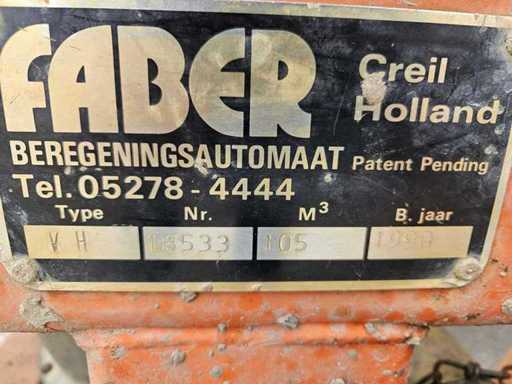 FABER
Creil
Holland
BEREGENINGSAUTOMAAT Patent Pending
Tel. 05278 - 4444
Type Nr. M³ B. jaar
V H 105